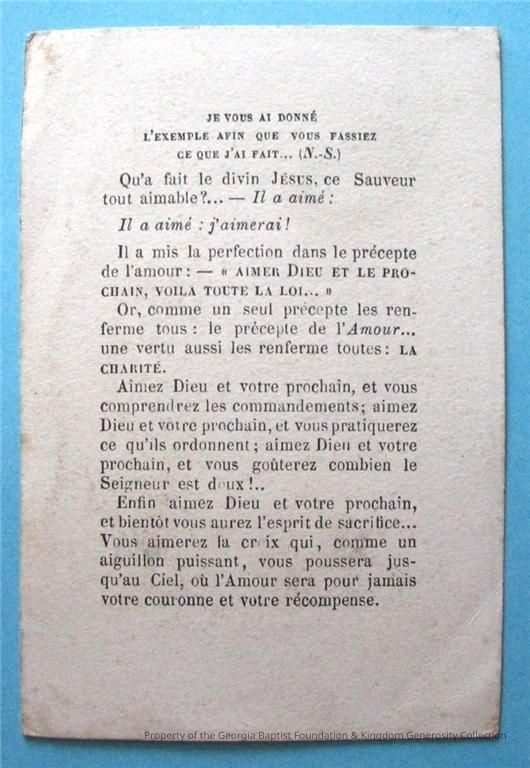 JE VOUS AI DONNÉ
L'EXEMPLE AFIN QUE VOUS FASSIEZ
CE QUE J'AI FAIT... (N.-S.)
Qu'a fait le divin JÉSUS, ce Sauveur
tout aimable?... — Il a aimé :
Il a aimé : j'aimerai!
Il a mis la perfection dans le précepte
de l'amour : — « AIMER DIEU ET LE PRO-
CHAIN, VOILA TOUTE LA LOI... »
Or, comme un seul précepte les ren-
ferme tous : le précepte de l'Amour...
une vertu aussi les renferme toutes : LA
CHARITÉ.
Aimez Dieu et votre prochain, et vous
comprendrez les commandements; aimez
Dieu et votre prochain, et vous pratiquerez
ce qu'ils ordonnent; aimez Dieu et votre
prochain, et vous goûterez combien le
Seigneur est doux!..
Enfin aimez Dieu et votre prochain,
et bientôt vous aurez l'esprit de sacrifice...
Vous aimerez la croix qui, comme un
aiguillon puissant, vous poussera jus-
qu'au Ciel, où l'Amour sera pour jamais
votre couronne et votre récompense.
Property of the Georgia Baptist Foundation & Kingdom Generosity Collection